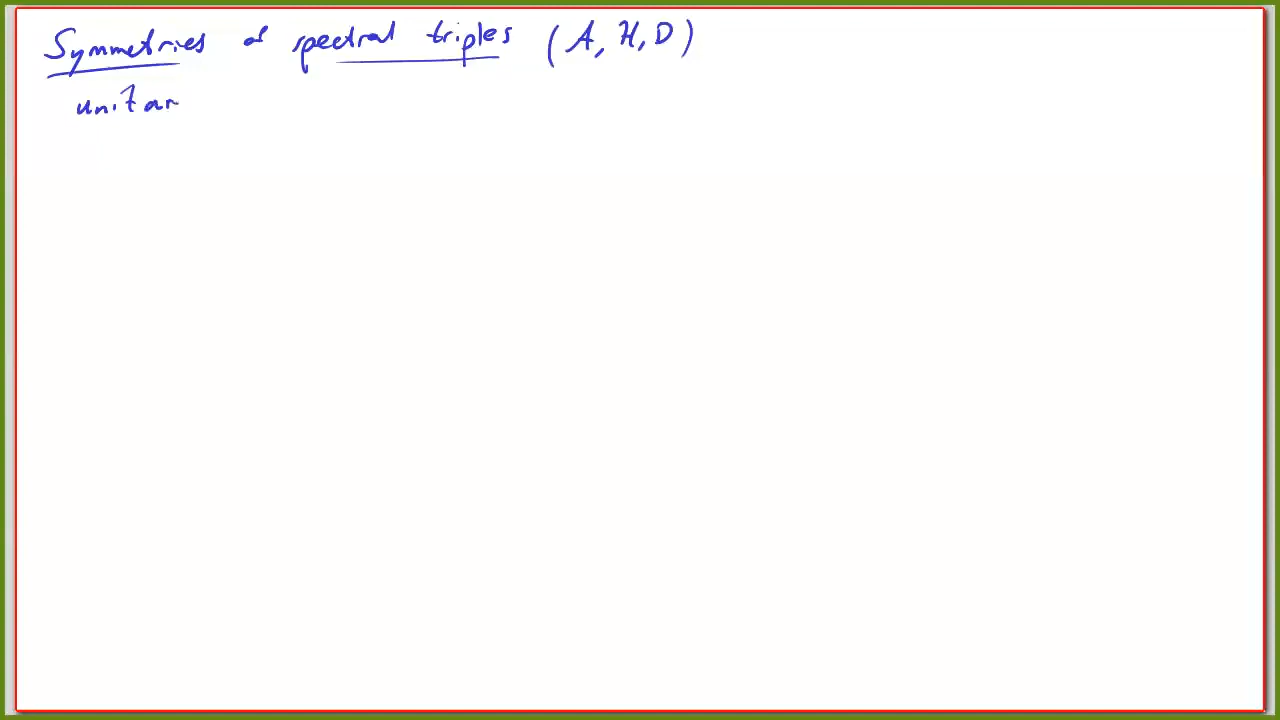 Symmetries of spectral triples (A, H, D)
unitar